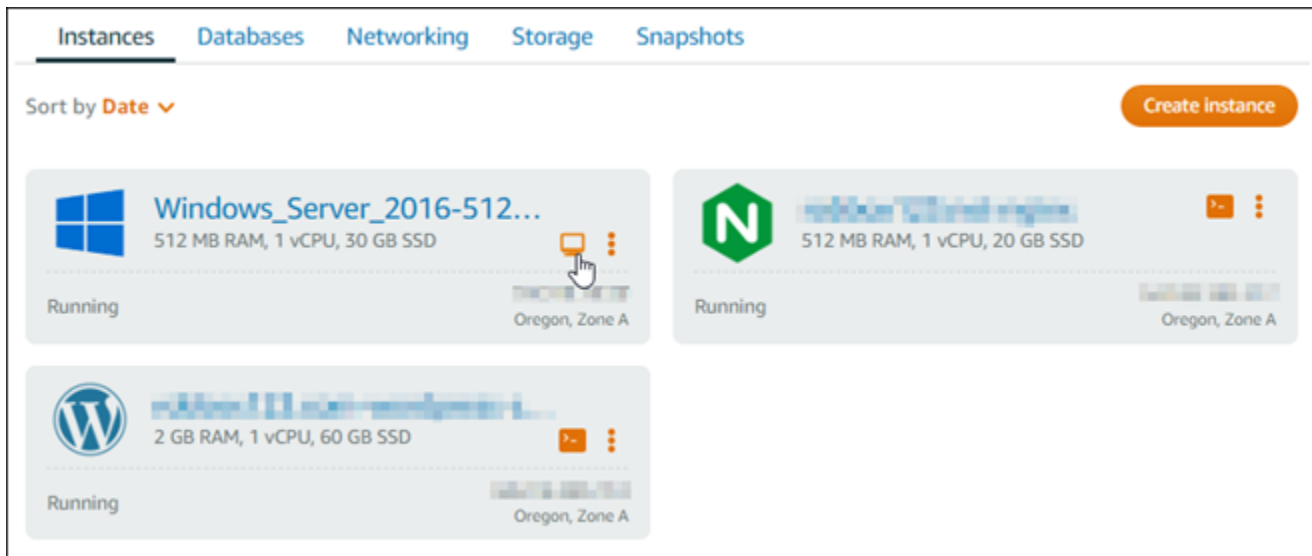 Instances Databases Networking Storage Snapshots
Sort by Date
Create instance
Windows_Server_2016-512...
512 MB RAM, 1 vCPU, 30 GB SSD
Running
Oregon, Zone A
512 MB RAM, 1 vCPU, 20 GB SSD
Running
Oregon, Zone A
2 GB RAM, 1 vCPU, 60 GB SSD
Running
Oregon, Zone A